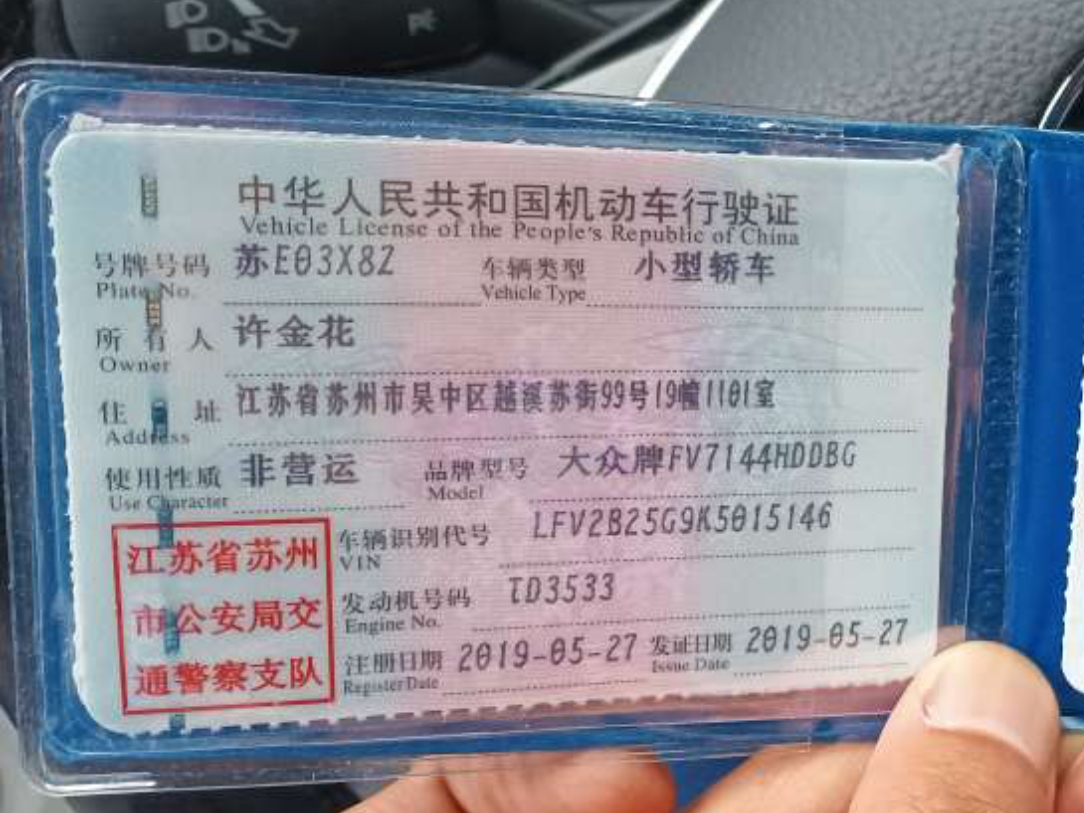 中华人民共和国机动车行驶证
Vehicle License of the People's Republic of China
号牌号码 苏E03X8Z 车辆类型 小型轿车
Plate No. Vehicle Type
所有人 许金花
Owner
住址 江苏省苏州市吴中区越溪苏街99号19幢1101室
Address
使用性质 非营运 品牌型号 大众牌FV7144HDDBG
Use Character Model
车辆识别代号 LFV2B25G9K5015146
VIN
发动机号码 TD3533
Engine No.
注册日期 2019-05-27 发证日期 2019-05-27
Register Date Issue Date
江苏省苏州
市公安局交
通警察支队